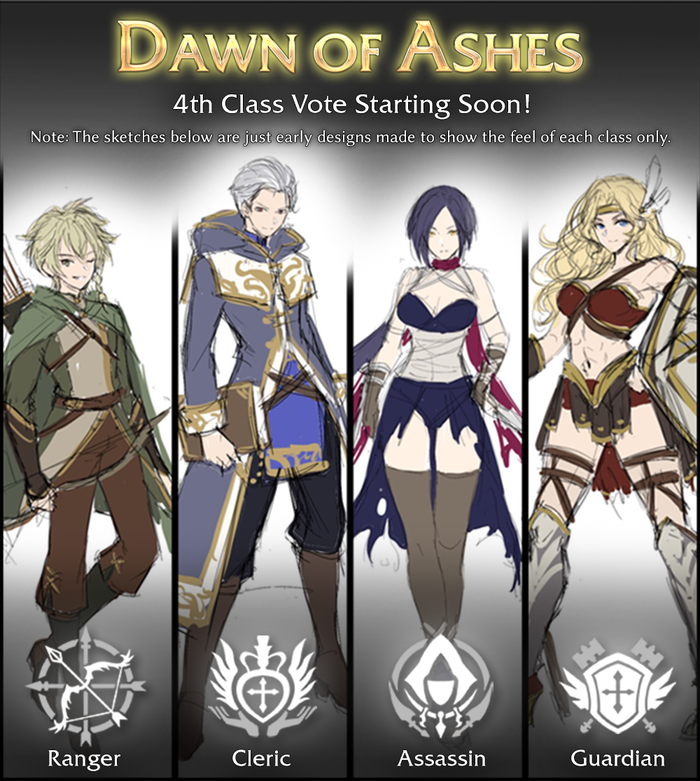 DAWN OF ASHES
4th Class Vote Starting Soon!
Note: The sketches below are just early designs made to show the feel of each class only.
Ranger
Cleric
Assassin
Guardian